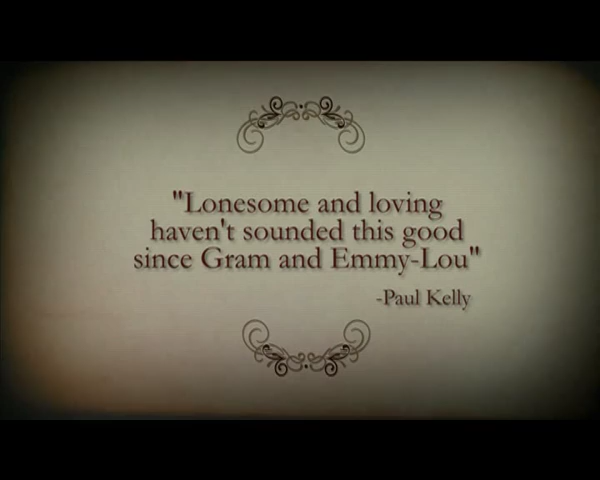 "Lonesome and loving
haven't sounded this good
since Gram and Emmy-Lou"
-Paul Kelly